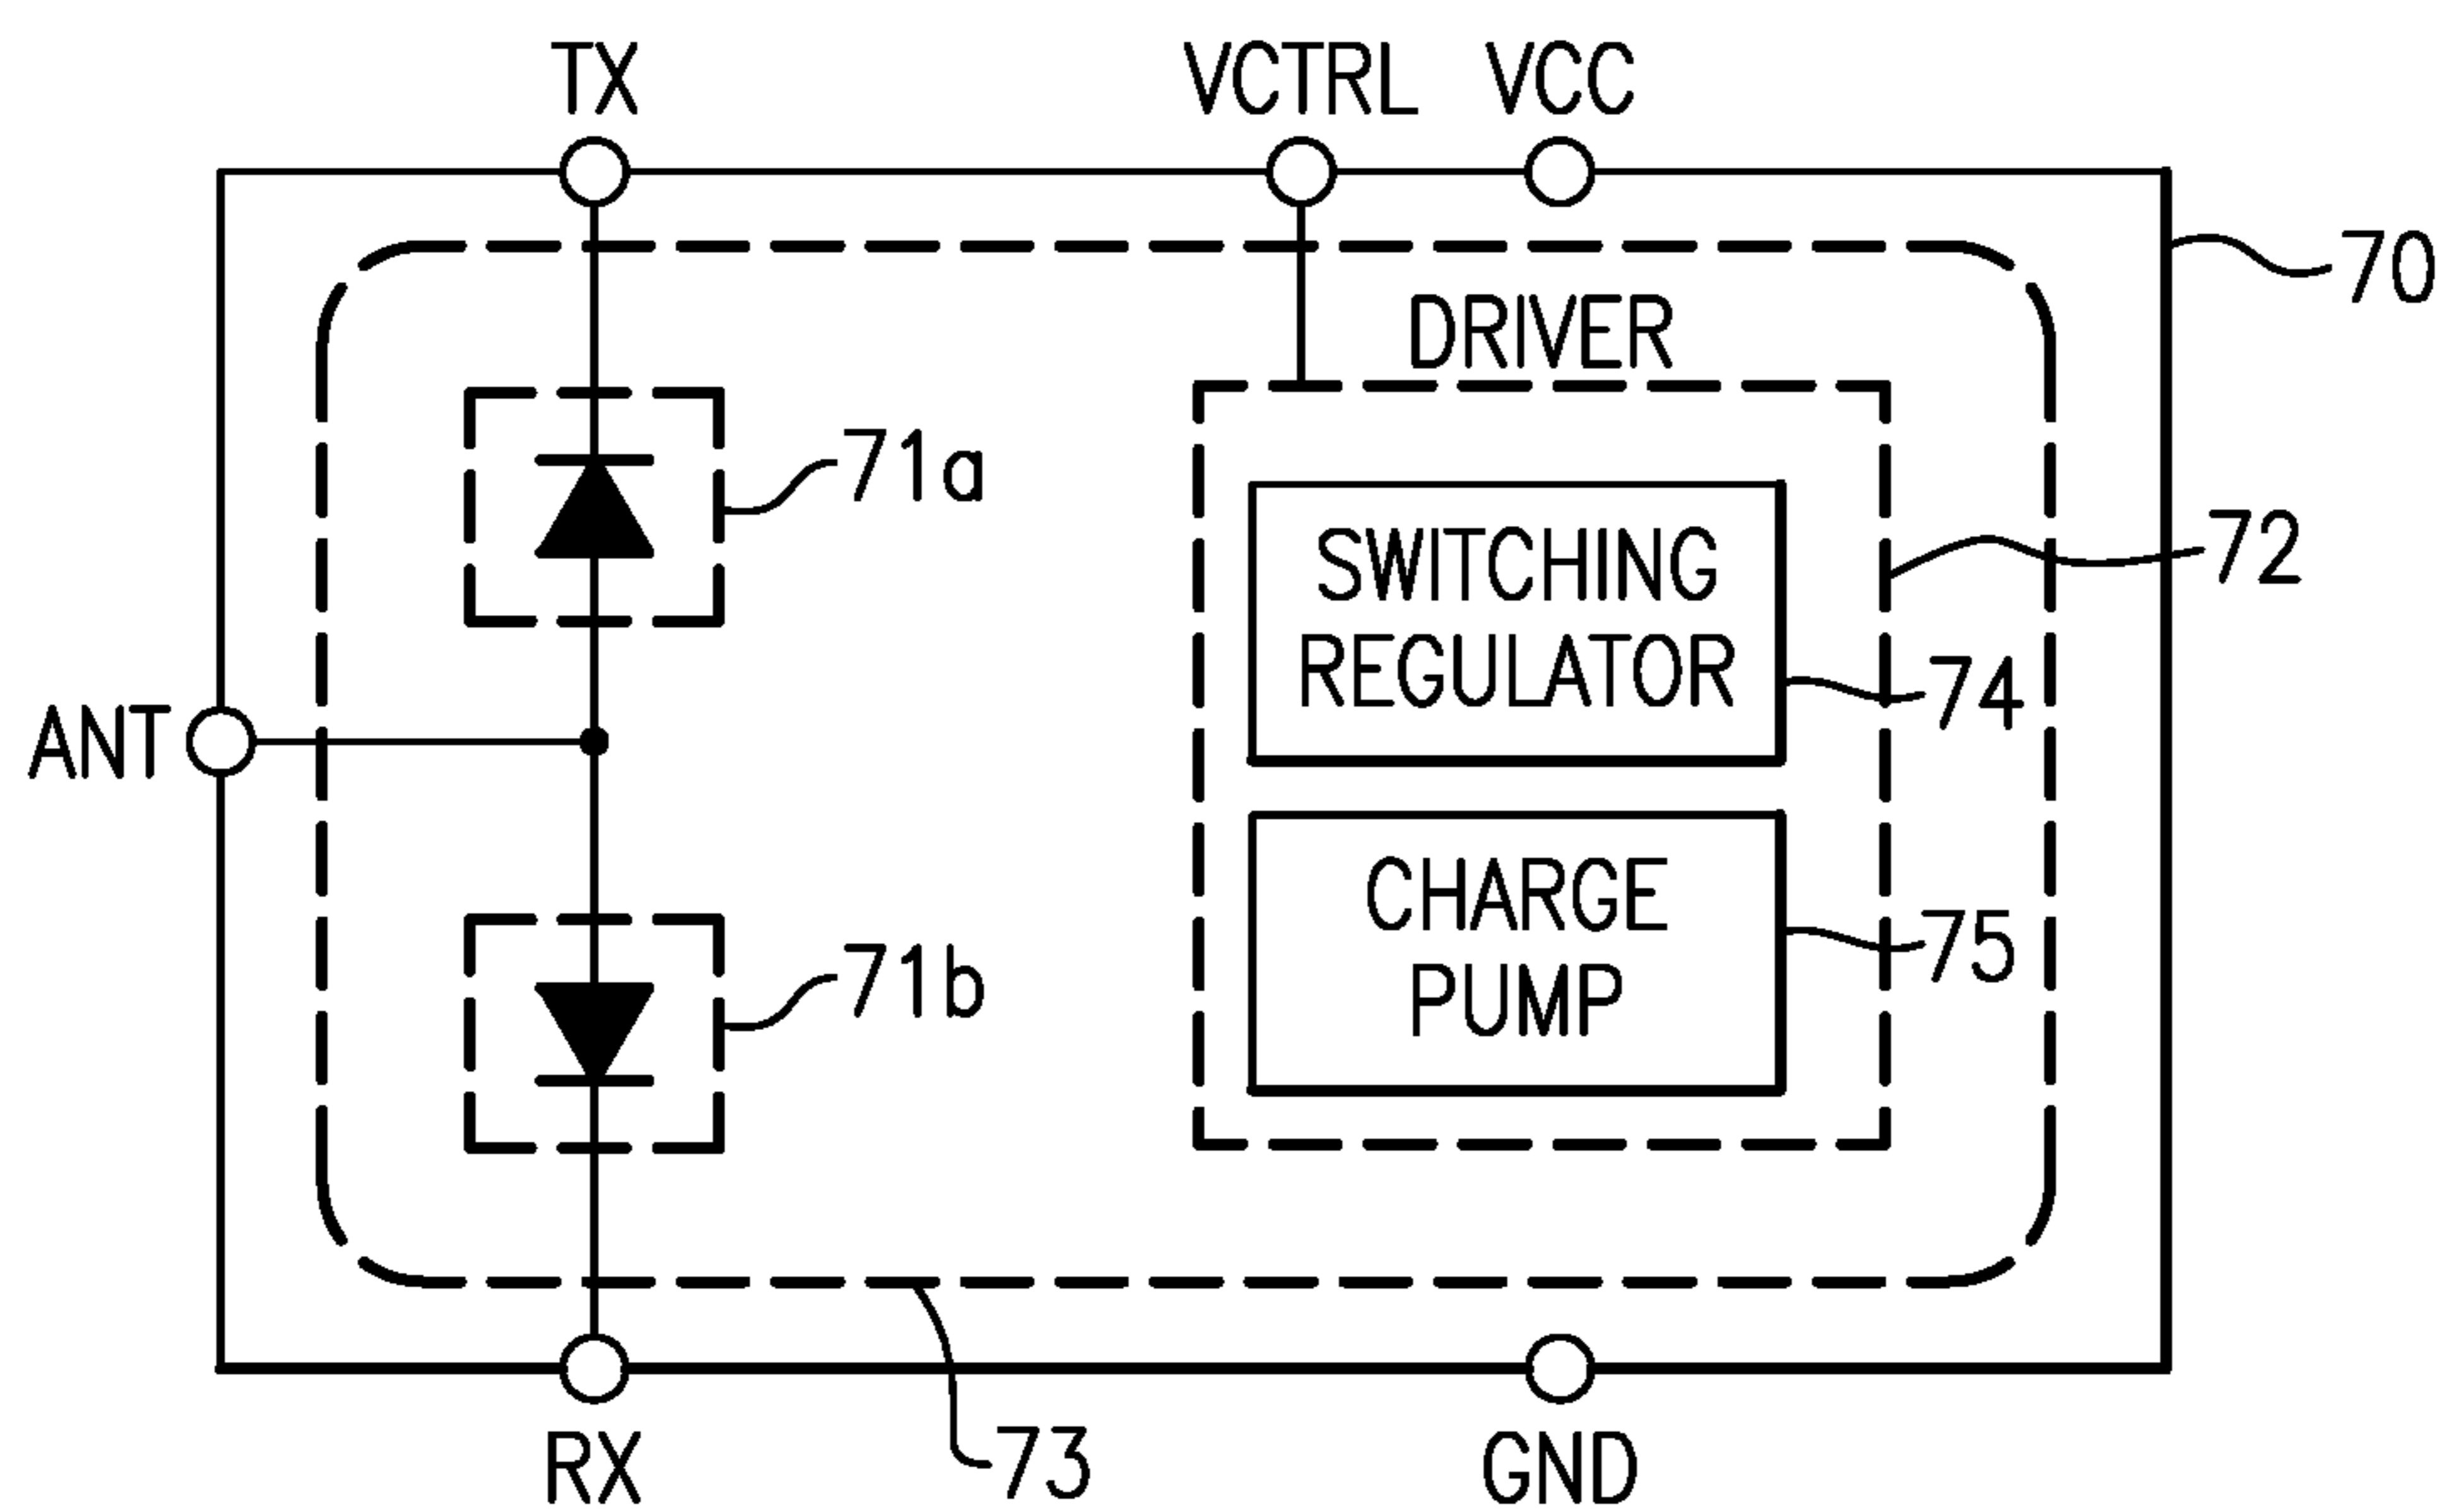 TX
VCTRL VCC
70
DRIVER
71a
SWITCHING
REGULATOR
72
74
ANT
CHARGE
PUMP
75
71b
RX
73
GND